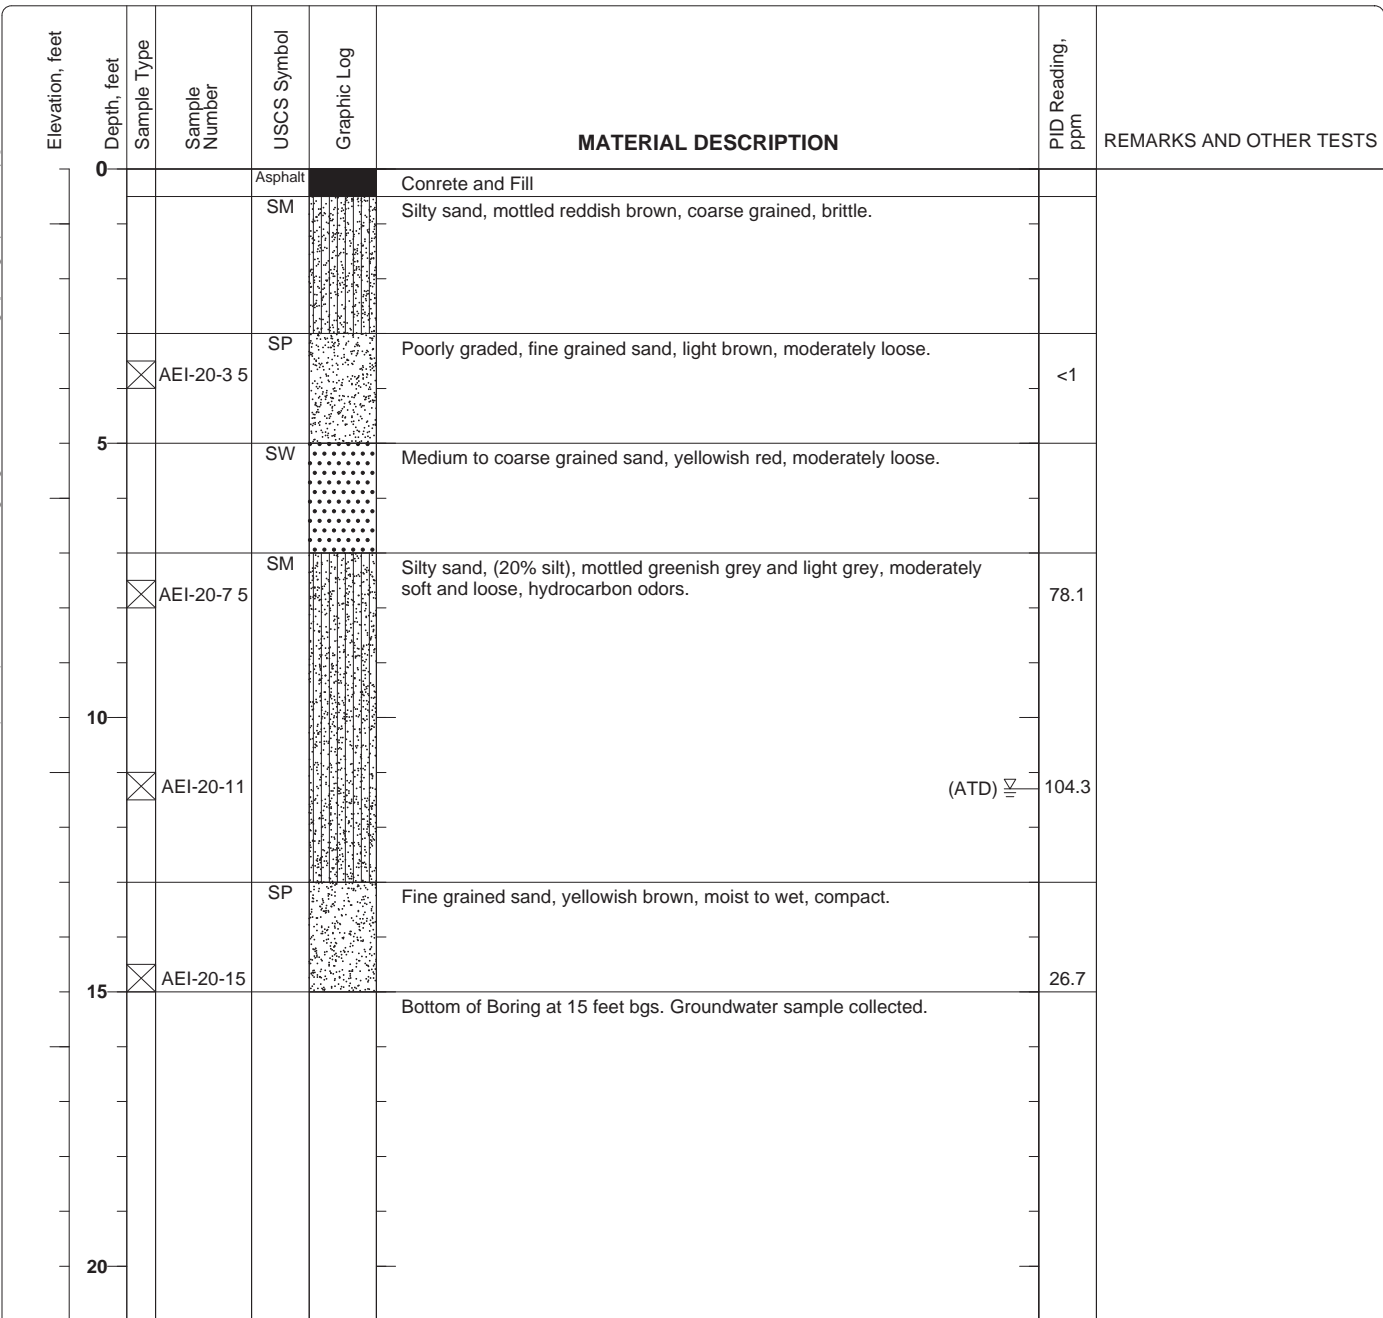 Elevation, feet
Depth, feet
Sample Type
Sample
Number
USCS Symbol
Graphic Log
MATERIAL DESCRIPTION
PID Reading,
ppm
REMARKS AND OTHER TESTS
0
Asphalt
Conrete and Fill
SM
Silty sand, mottled reddish brown, coarse grained, brittle.
SP
Poorly graded, fine grained sand, light brown, moderately loose.
AEI-20-3 5
<1
5
SW
Medium to coarse grained sand, yellowish red, moderately loose.
SM
Silty sand, (20% silt), mottled greenish grey and light grey, moderately
soft and loose, hydrocarbon odors.
AEI-20-7 5
78.1
10
AEI-20-11
(ATD)
104.3
SP
Fine grained sand, yellowish brown, moist to wet, compact.
AEI-20-15
26.7
15
Bottom of Boring at 15 feet bgs. Groundwater sample collected.
20